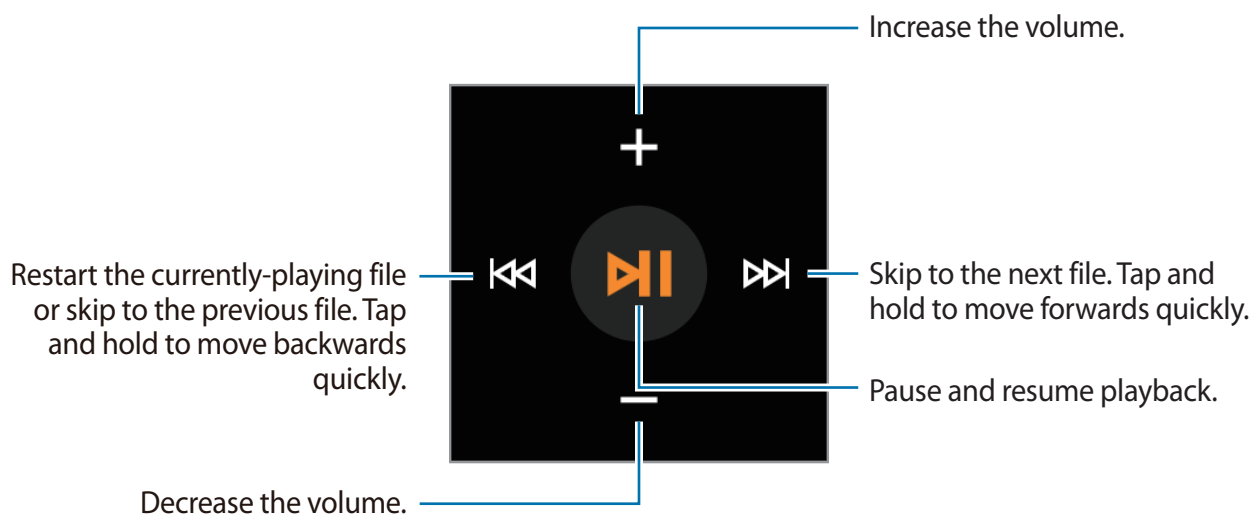 Increase the volume.
Restart the currently-playing file
or skip to the previous file. Tap
and hold to move backwards
quickly.
Skip to the next file. Tap and
hold to move forwards quickly.
Pause and resume playback.
Decrease the volume.